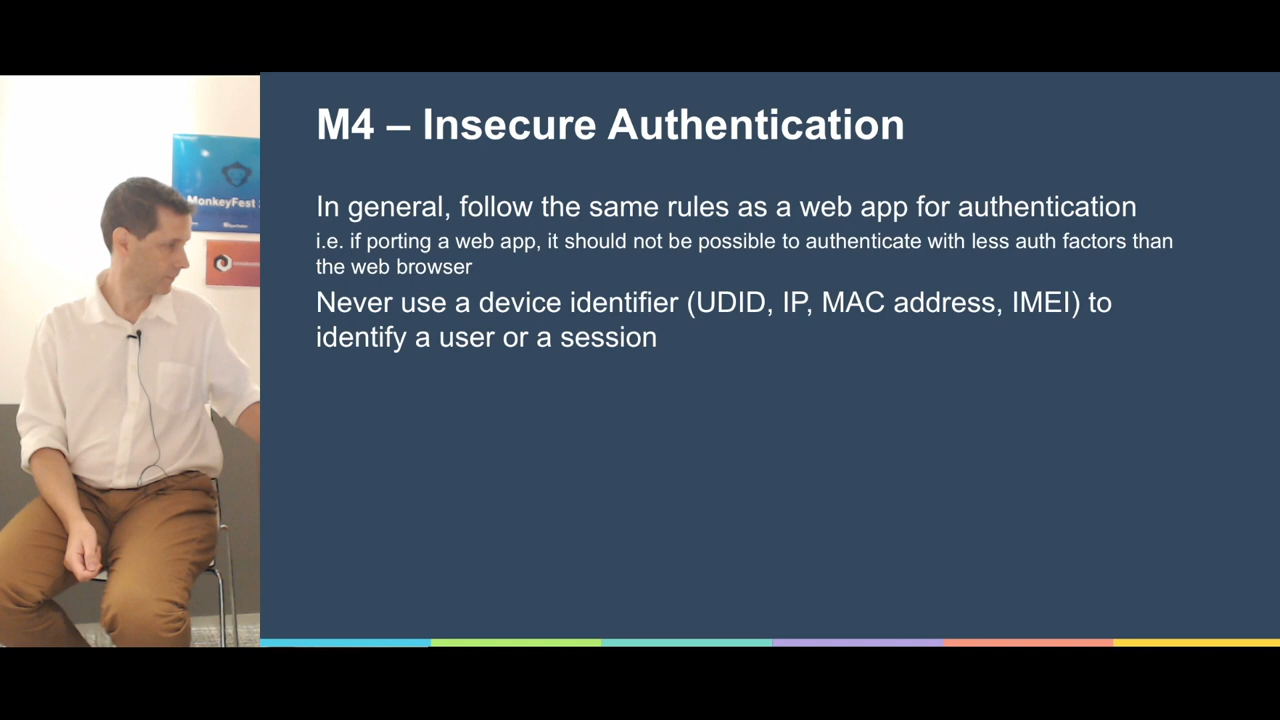 M4 – Insecure Authentication
In general, follow the same rules as a web app for authentication
i.e. if porting a web app, it should not be possible to authenticate with less auth factors than
the web browser
Never use a device identifier (UDID, IP, MAC address, IMEI) to
identify a user or a session
MonkeyFest